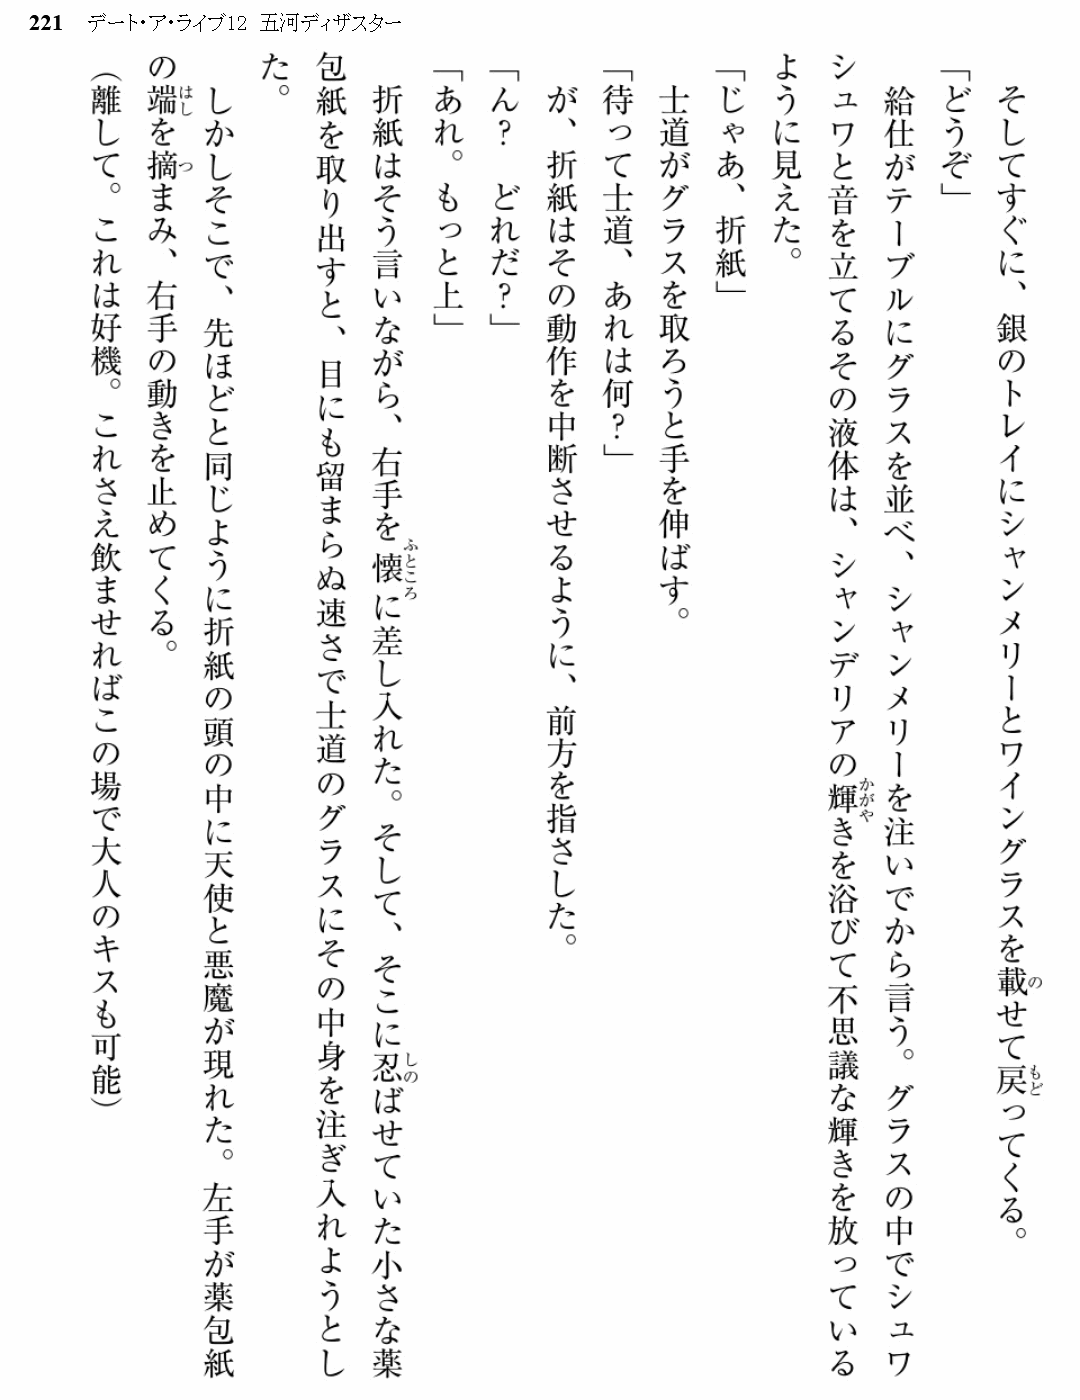 221 デート・ア・ライブ12 五河ディザスター
そしてすぐに、銀のトレイにシャンメリーとワイングラスを載せて戻ってくる。
「どうぞ」
給仕がテーブルにグラスを並べ、シャンメリーを注いでから言う。グラスの中でシュワ
シュワと音を立てるその液体は、シャンデリアの輝きを浴びて不思議な輝きを放っている
ように見えた。
「じゃあ、折紙」
士道がグラスを取ろうと手を伸ばす。
「待って士道、あれは何?」
が、折紙はその動作を中断させるように、前方を指さした。
「ん? どれだ?」
「あれ。もっと上」
折紙はそう言いながら、右手を懐に差し入れた。そして、そこに忍ばせていた小さな薬
包紙を取り出すと、目にも留まらぬ速さで士道のグラスにその中身を注ぎ入れようとし
た。
しかしそこで、先ほどと同じように折紙の頭の中に天使と悪魔が現れた。左手が薬包紙
の端を摘まみ、右手の動きを止めてくる。
(離して。これは好機。これさえ飲ませればこの場で大人のキスも可能)